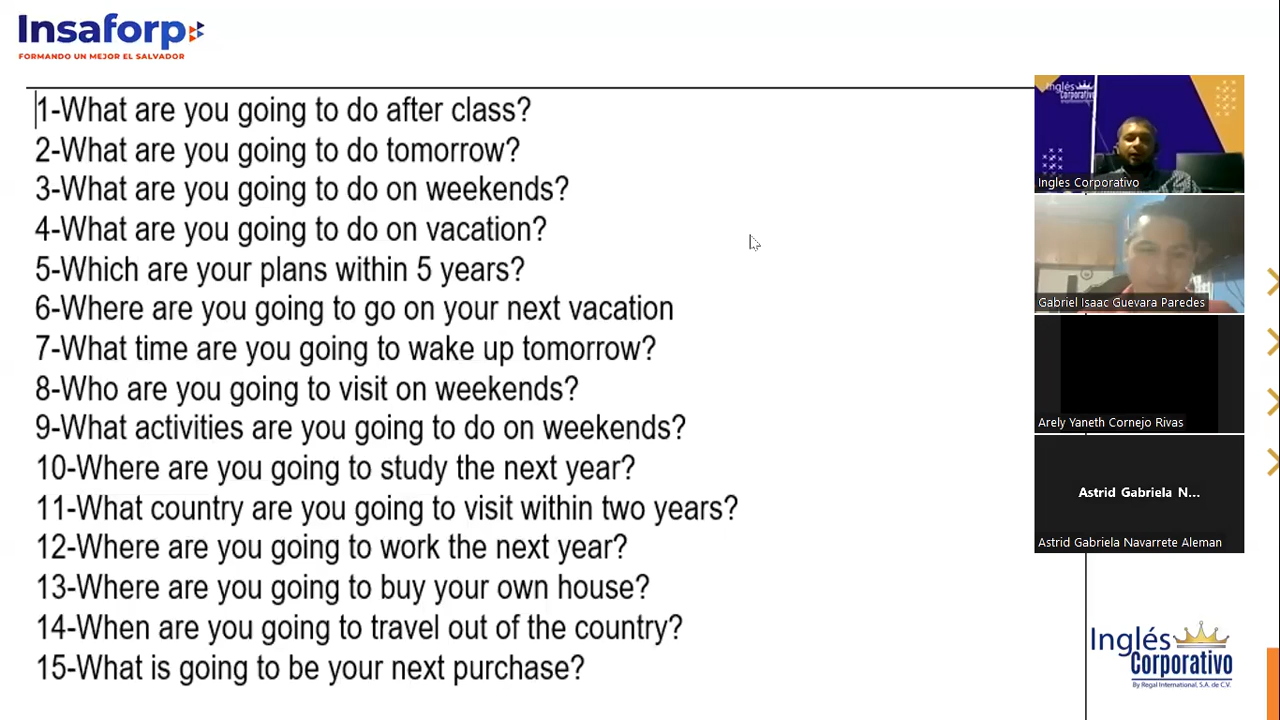 Insaforp
FORMANDO UN MEJOR EL SALVADOR
1-What are you going to do after class?
2-What are you going to do tomorrow?
3-What are you going to do on weekends?
4-What are you going to do on vacation?
5-Which are your plans within 5 years?
6-Where are you going to go on your next vacation
7-What time are you going to wake up tomorrow?
8-Who are you going to visit on weekends?
9-What activities are you going to do on weekends?
10-Where are you going to study the next year?
11-What country are you going to visit within two years?
12-Where are you going to work the next year?
13-Where are you going to buy your own house?
14-When are you going to travel out of the country?
15-What is going to be your next purchase?
Inglés
Corporativo
Ingles Corporativo
Gabriel Isaac Guevara Paredes
Arely Yaneth Cornejo Rivas
Astrid Gabriela N...
Astrid Gabriela Navarrete Aleman
Inglés
Corporativo
By Regal International, S.A. de C.V.